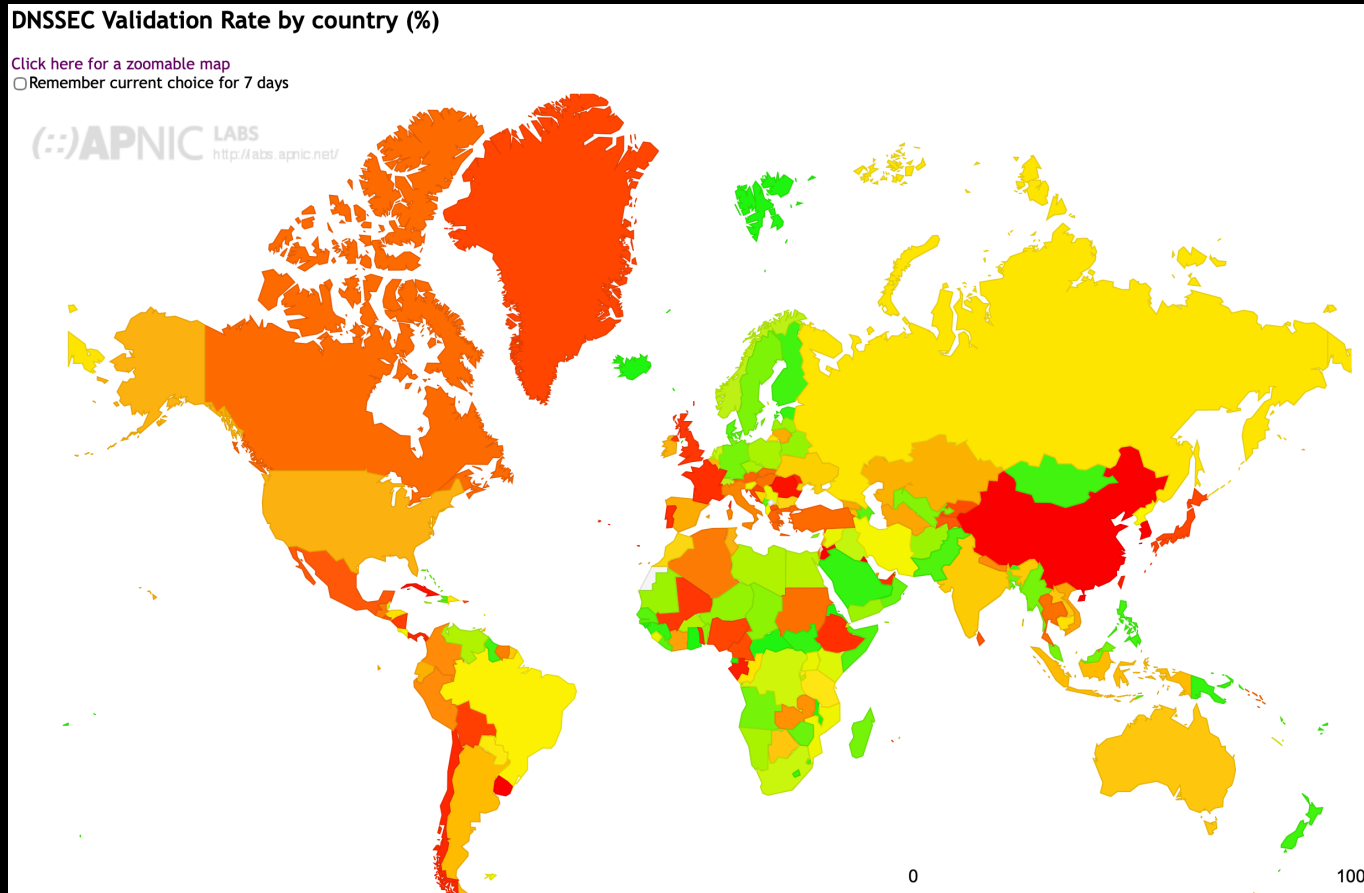 DNSSEC Validation Rate by country (%)
Click here for a zoomable map
Remember current choice for 7 days
(::)APNIC LABS
http://labs.apnic.net/
0
100